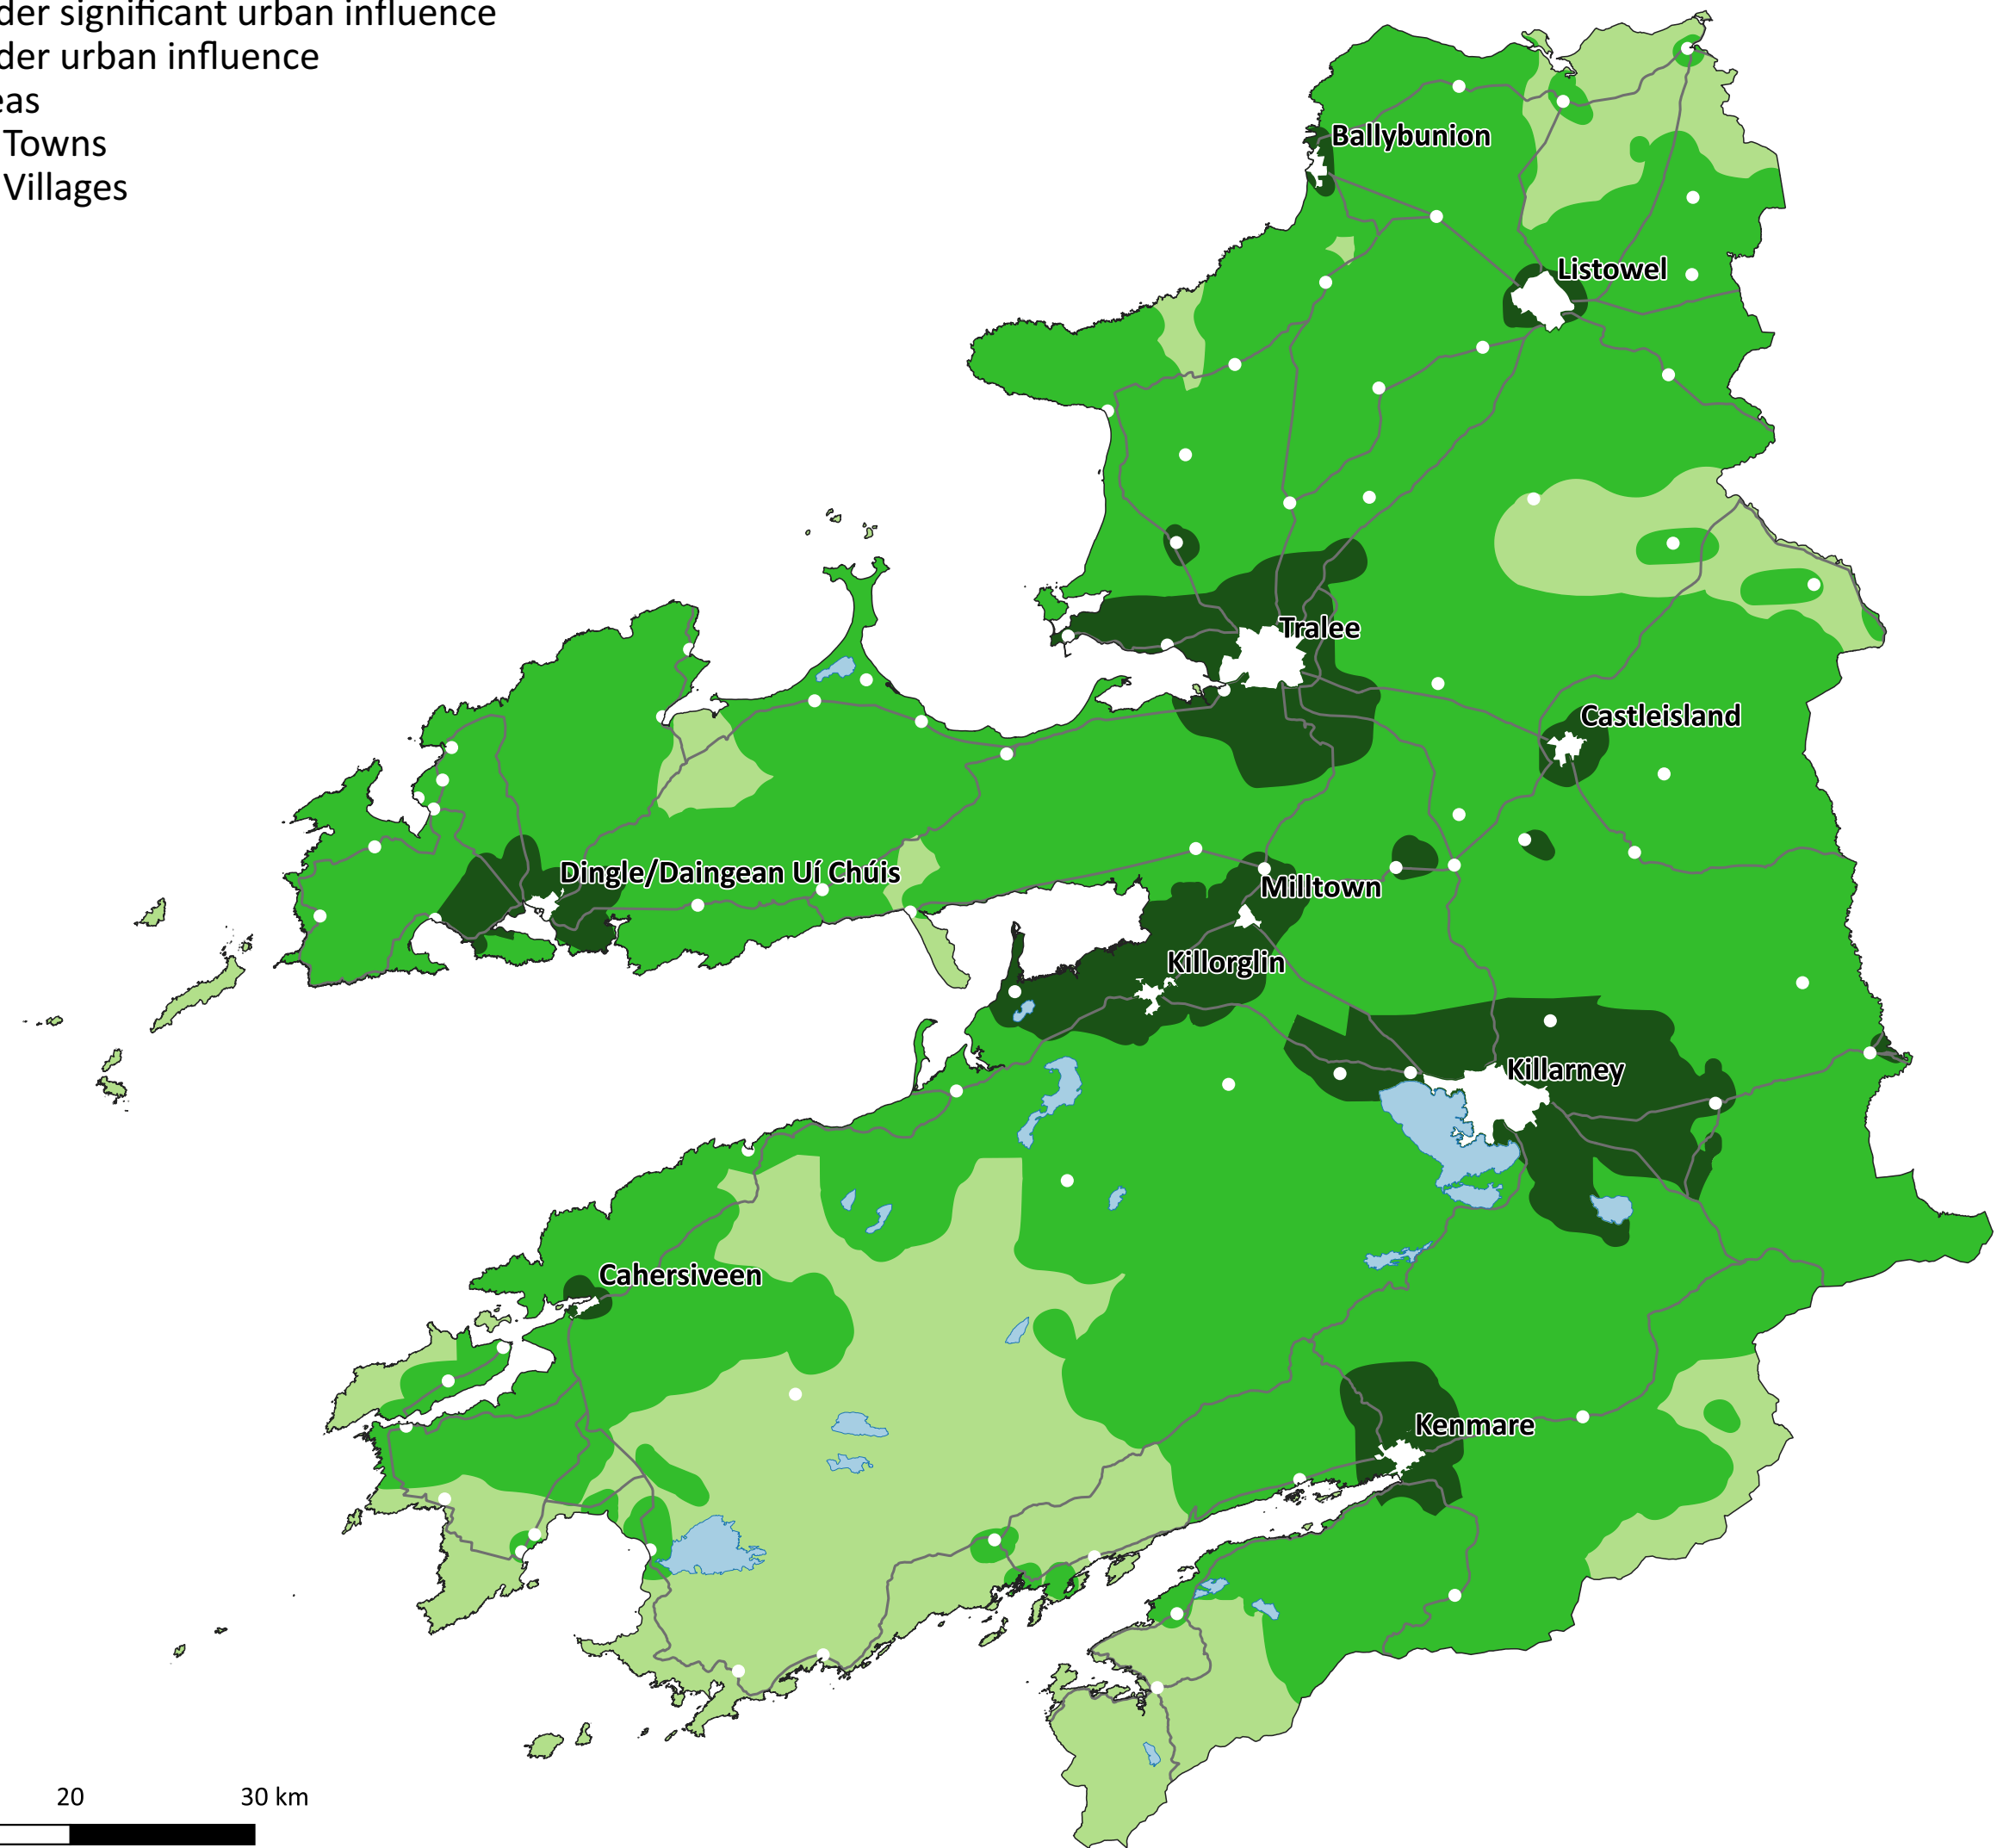 der significant urban influence
der urban influence
eas
Towns
Villages
Ballybunion
Listowel
Tralee
Castleisland
Dingle/Daingean Uí Chúis
Milltown
Killorglin
Killarney
Cahersiveen
Kenmare
20 30 km